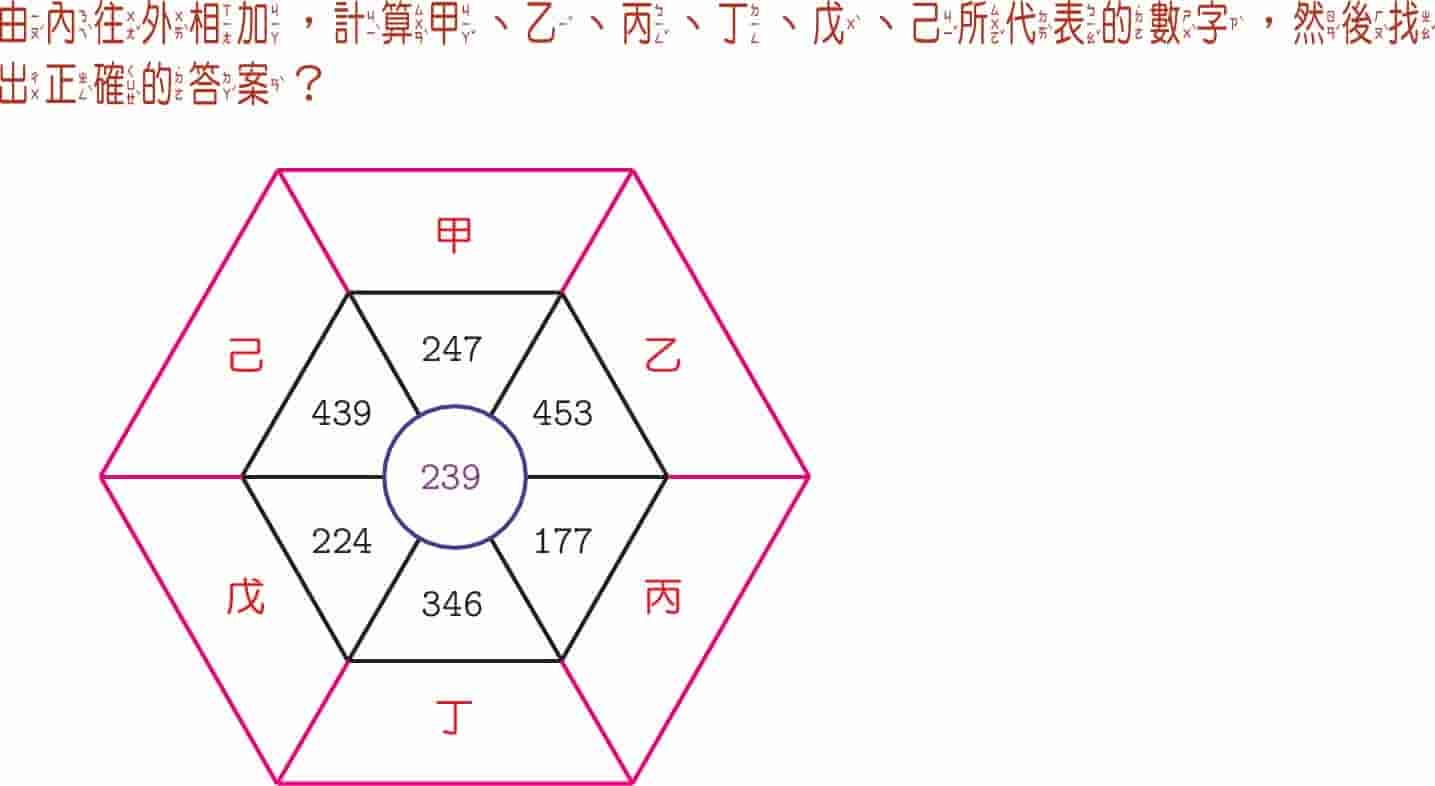 由內往外相加，計算甲、乙、丙、丁、戊、己所代表的數字，然後找
出正確的答案？
甲
己
247
乙
439
453
239
224
177
戊
346
丙
丁